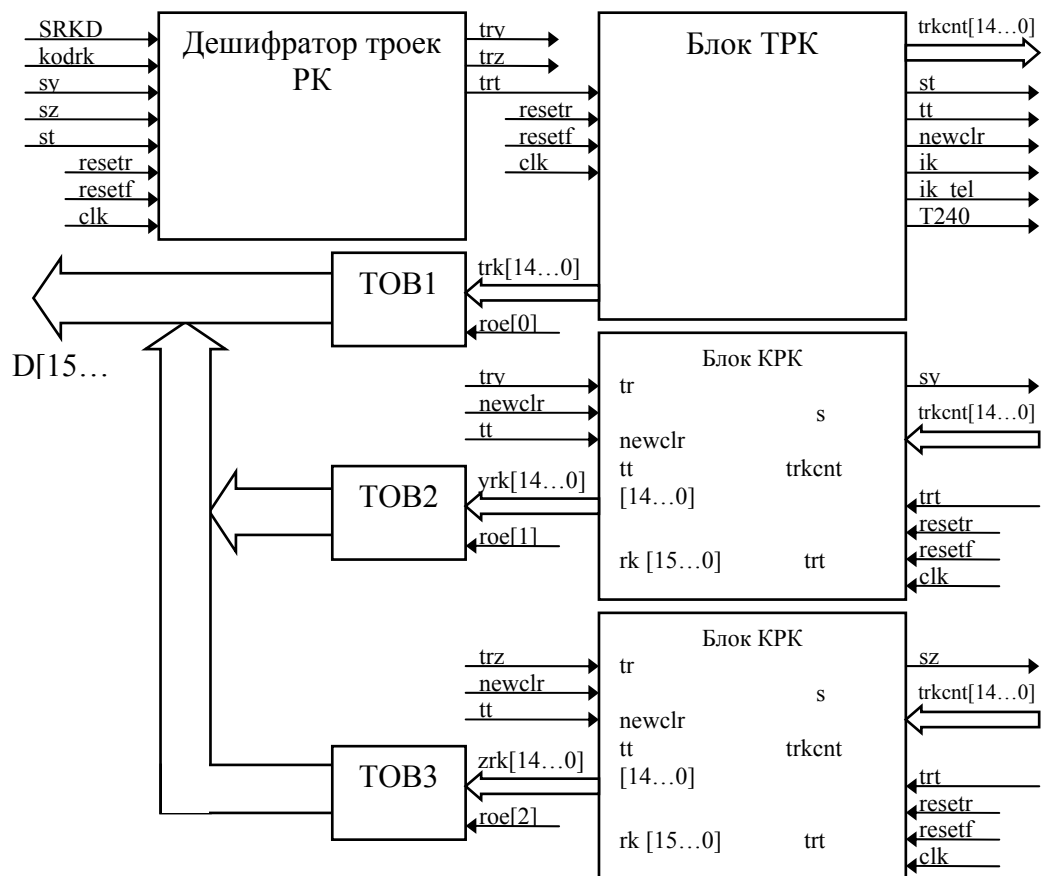 SRKD
kodrk
sy
sz
st
resetr
resetf
clk
Дешифратор троек
РК
try
trz
trt
resetr
resetf
clk
Блок ТРК
trkcnt[14…0]
st
tt
newclr
ik
ik_tel
T240
D[15…
ТОВ1
trk[14…0]
roe[0]
try
newclr
tt
Блок КРК
tr
s
newclr
tt trkcnt
[14…0]
rk [15…0] trt
sy
trkcnt[14…0]
trt
resetr
resetf
clk
ТОВ2
yrk[14…0]
roe[1]
trz
newclr
tt
Блок КРК
tr
s
newclr
tt trkcnt
[14…0]
rk [15…0] trt
sz
trkcnt[14…0]
trt
resetr
resetf
clk
ТОВ3
zrk[14…0]
roe[2]